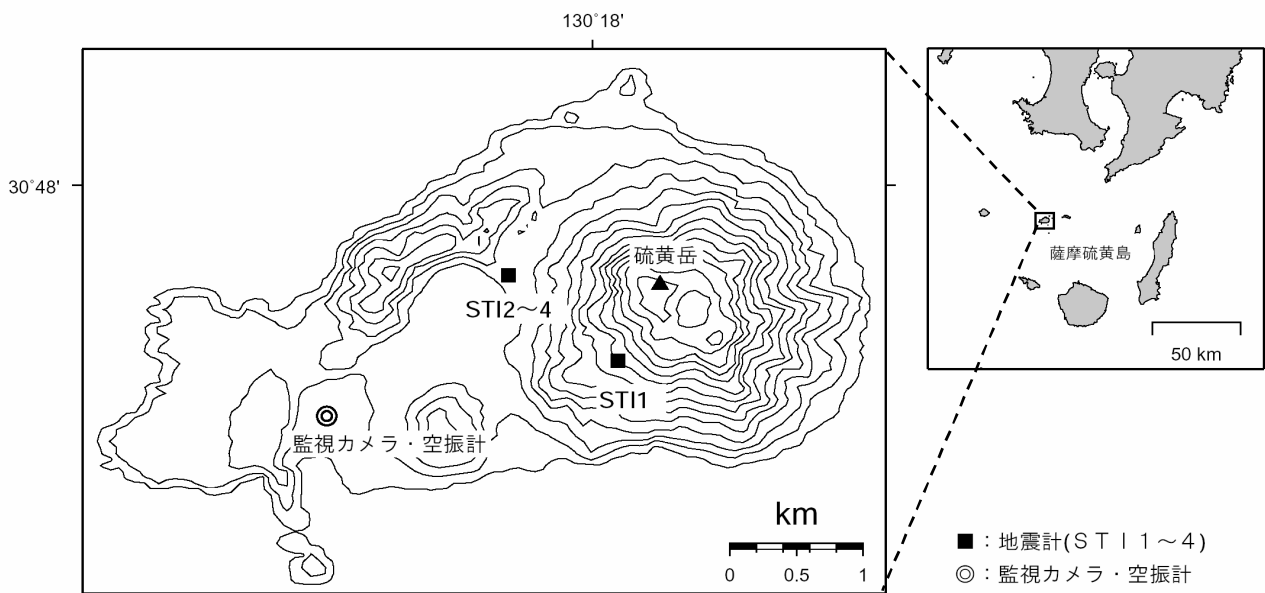 130°18'
30°48'
硫黄岳
STI2～4
STI1
監視カメラ・空振計
km
0 0.5 1
薩摩硫黄島
50 km
■：地震計(ＳＴＩ１～４)
◎：監視カメラ・空振計